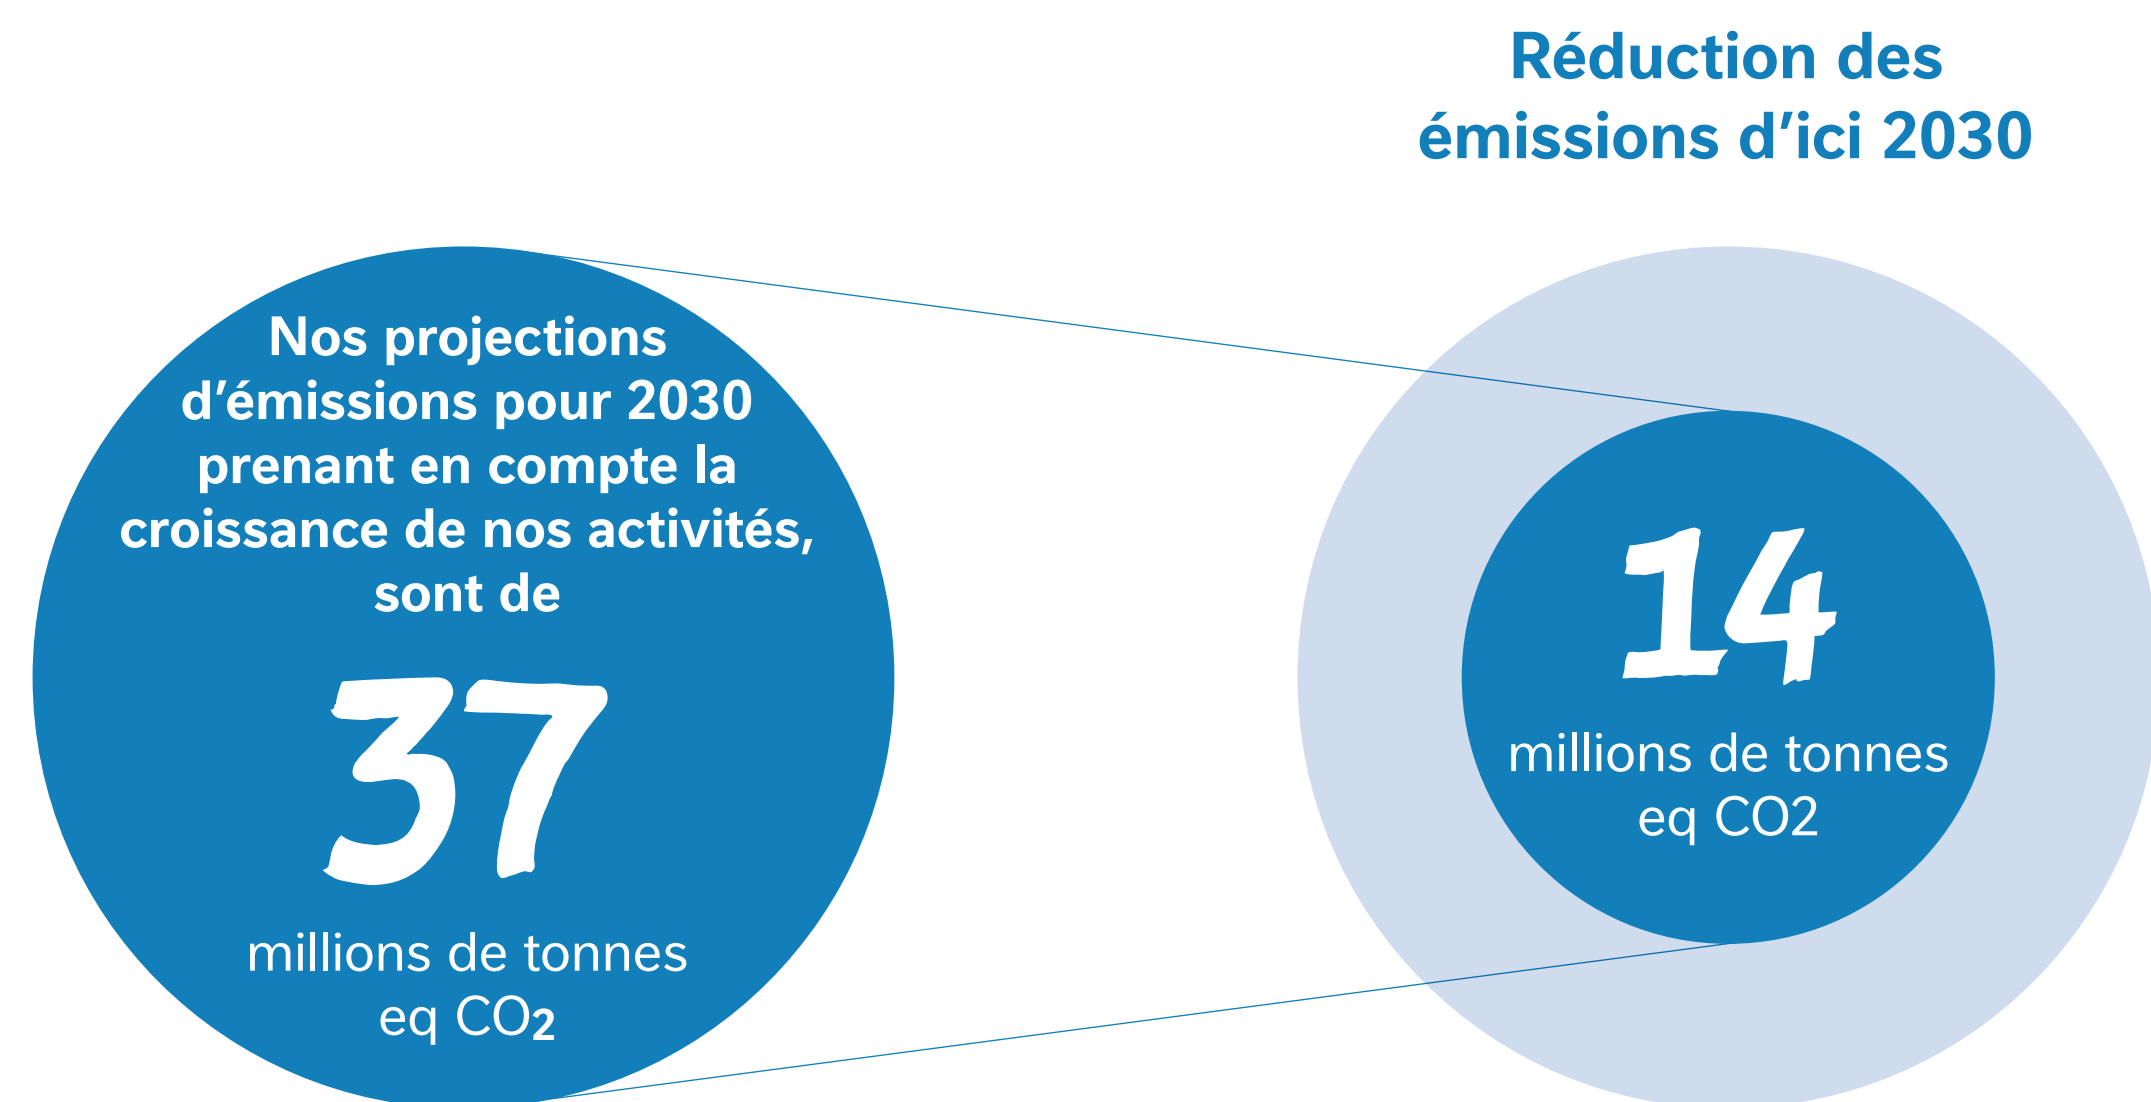 Réduction des
émissions d’ici 2030
Nos projections
d’émissions pour 2030
prenant en compte la
croissance de nos activités,
sont de
37
millions de tonnes
eq CO2
14
millions de tonnes
eq CO2